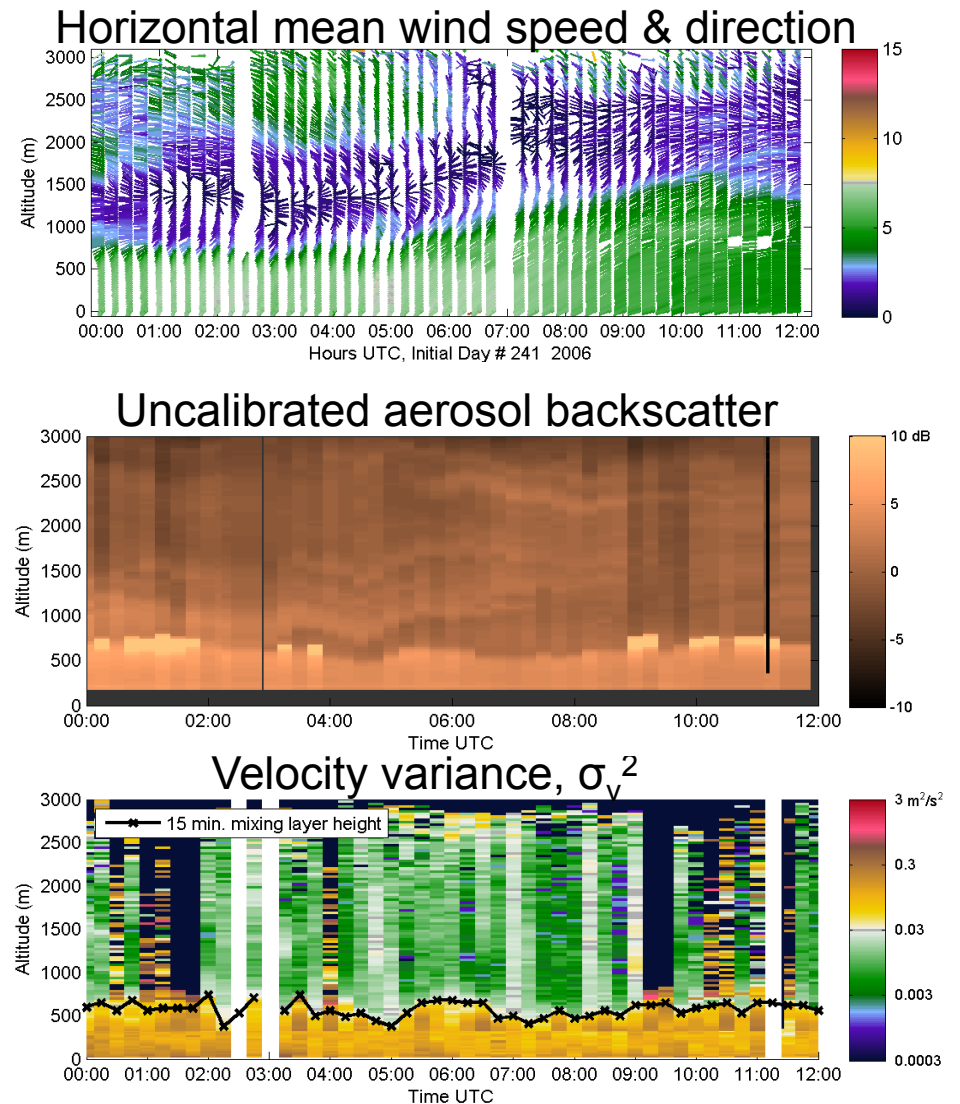 Horizontal mean wind speed & direction
3000
2500
2000
1500
1000
500
0
Altitude (m)
00:00 01:00 02:00 03:00 04:00 05:00 06:00 07:00 08:00 09:00 10:00 11:00 12:00
Hours UTC, Initial Day # 241 2006
15
10
5
0
Uncalibrated aerosol backscatter
3000
2500
2000
1500
1000
500
0
Altitude (m)
00:00 02:00 04:00 06:00 08:00 10:00 12:00
Time UTC
10 dB
5
0
-5
-10
Velocity variance, σᵥ²
15 min. mixing layer height
3000
2500
2000
1500
1000
500
0
Altitude (m)
00:00 01:00 02:00 03:00 04:00 05:00 06:00 07:00 08:00 09:00 10:00 11:00 12:00
Time UTC
3 m²/s²
0.3
0.03
0.003
0.0003